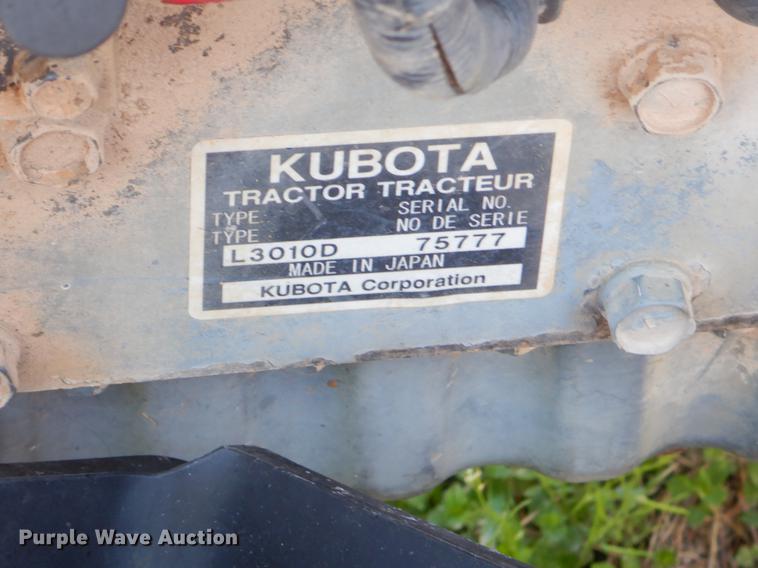 KUBOTA
TRACTOR TRACTEUR
TYPE SERIAL NO.
TYPE NO DE SERIE
L3010D 75777
MADE IN JAPAN
KUBOTA Corporation
Purple Wave Auction